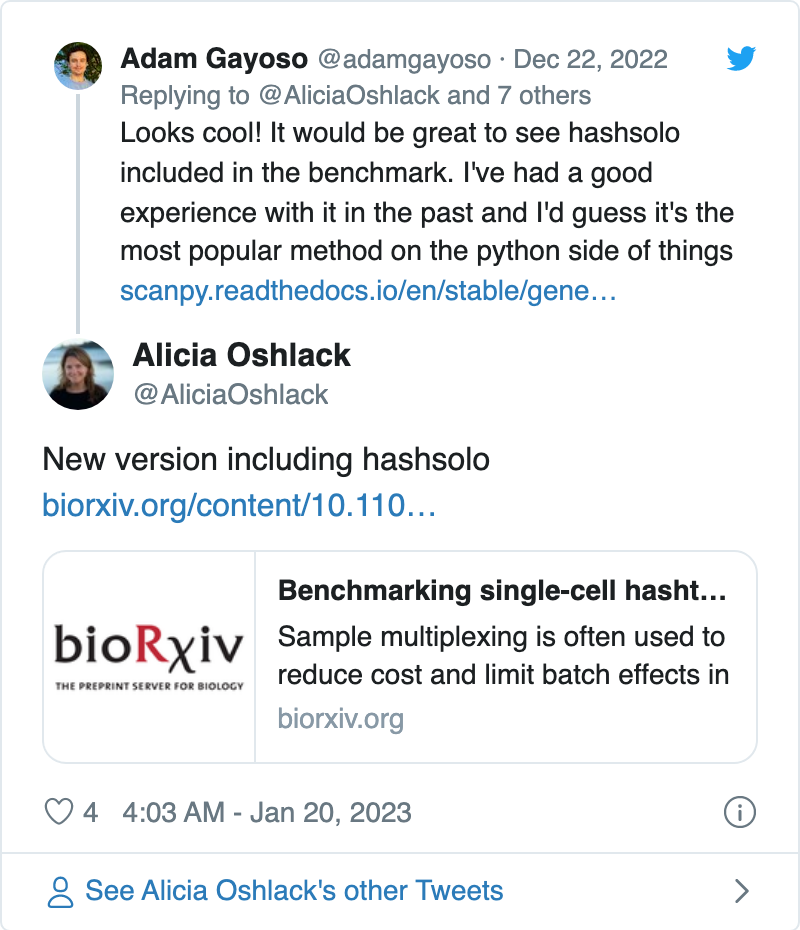 Adam Gayoso @adamgayoso · Dec 22, 2022
Replying to @AliciaOshlack and 7 others
Looks cool! It would be great to see hashsolo
included in the benchmark. I've had a good
experience with it in the past and I'd guess it's the
most popular method on the python side of things
scanpy.readthedocs.io/en/stable/gene…
Alicia Oshlack
@AliciaOshlack
New version including hashsolo
biorxiv.org/content/10.110…
bioRxiv
THE PREPRINT SERVER FOR BIOLOGY
Benchmarking single-cell hasht…
Sample multiplexing is often used to
reduce cost and limit batch effects in
biorxiv.org
4 4:03 AM - Jan 20, 2023
See Alicia Oshlack's other Tweets